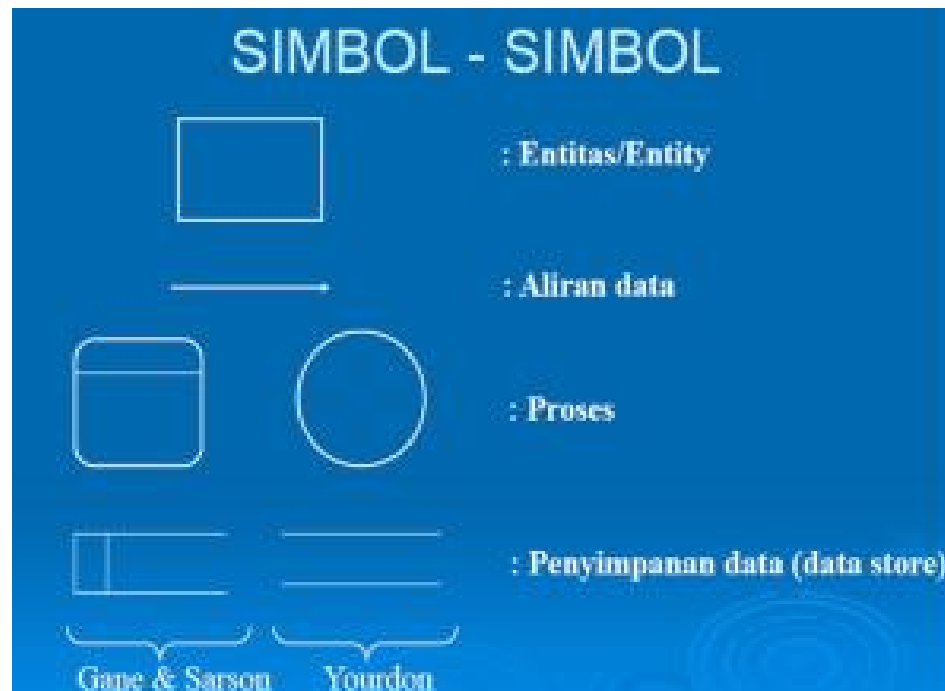 SIMBOL - SIMBOL
: Entitas/Entity
: Aliran data
: Proses
: Penyimpanan data (data store)
Gane & Sarson Yourdon